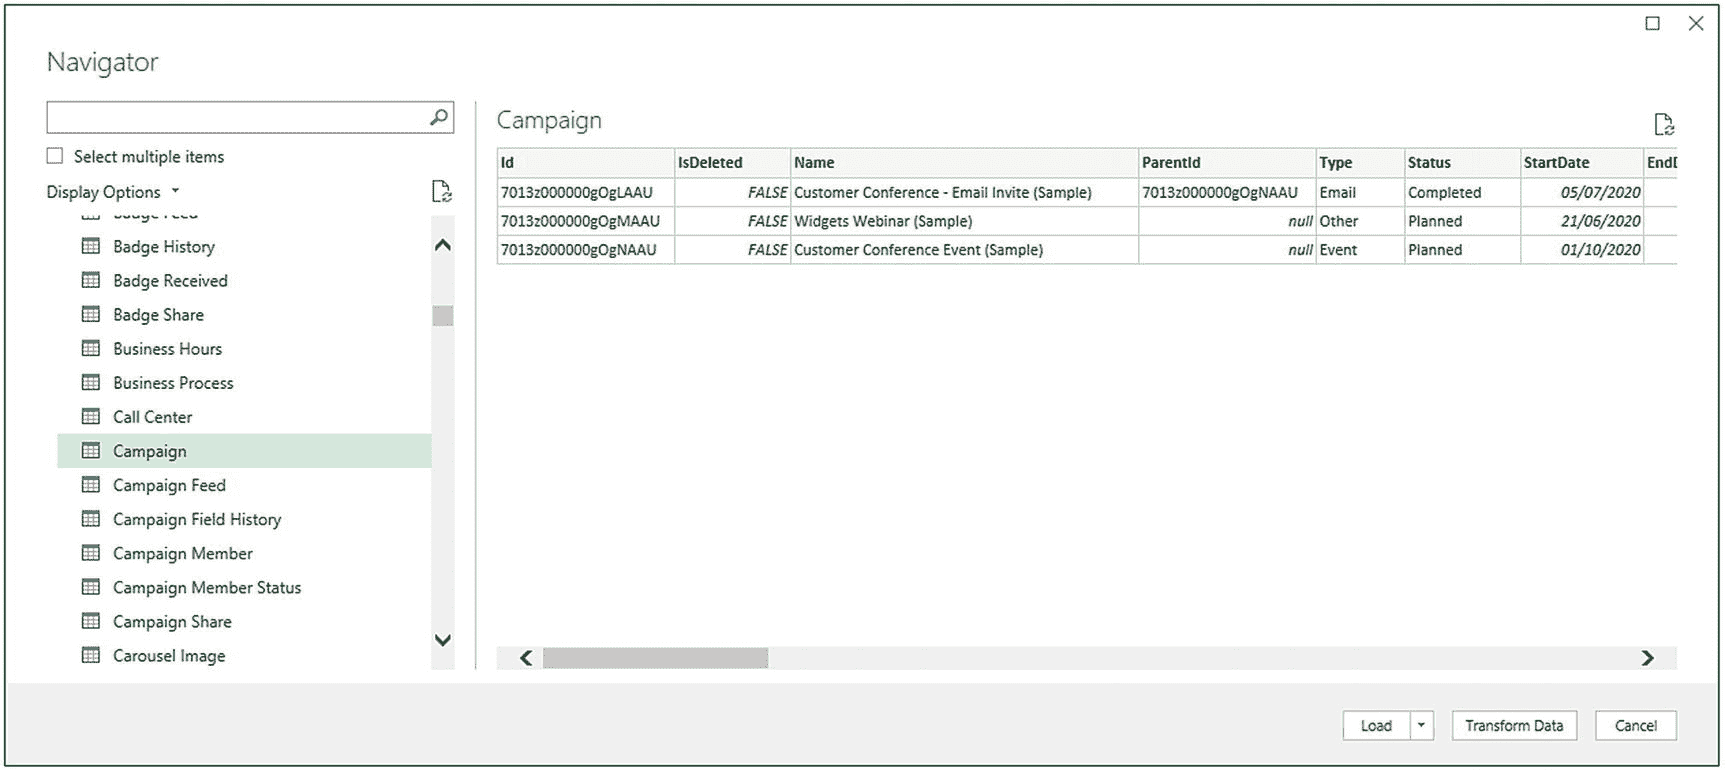 Navigator
Select multiple items
Display Options
Badge Feed
Badge History
Badge Received
Badge Share
Business Hours
Business Process
Call Center
Campaign
Campaign Feed
Campaign Field History
Campaign Member
Campaign Member Status
Campaign Share
Carousel Image
Campaign
Id IsDeleted Name ParentId Type Status StartDate EndD
7013z000000gOgLAAU FALSE Customer Conference - Email Invite (Sample) 7013z000000gOgNAAU Email Completed 05/07/2020
7013z000000gOgMAAU FALSE Widgets Webinar (Sample) null Other Planned 21/06/2020
7013z000000gOgNAAU FALSE Customer Conference Event (Sample) null Event Planned 01/10/2020
Load Transform Data Cancel